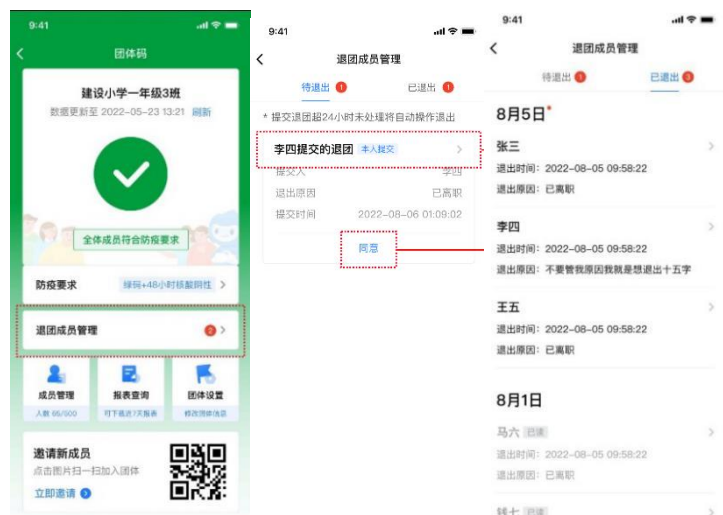 9:41
团体码
建设小学一年级3班
数据更新至 2022-05-23 13:21 刷新
全体成员符合防疫要求
防疫要求
绿码+48小时核酸阴性
退团成员管理
2
成员管理
报表查询
团体设置
人数 66/500
可下载近7天报表
修改团体信息
邀请新成员
点击图片扫一扫加入团体
立即邀请
9:41
退团成员管理
待退出 1
已退出 1
* 提交退团超24小时未处理将自动操作退出
李四提交的退团 本人提交
提交人
李四
退出原因
已离职
提交时间
2022-08-06 01:09:02
同意
9:41
退团成员管理
待退出 1
已退出 3
8月5日
张三
退出时间：2022-08-05 09:58:22
退出原因：已离职
李四
退出时间：2022-08-05 09:58:22
退出原因：不要管我原因我就是想退出十五字
王五
退出时间：2022-08-05 09:58:22
退出原因：已离职
8月1日
马六 已读
退出时间：2022-08-05 09:58:22
退出原因：已离职
钱七 已读